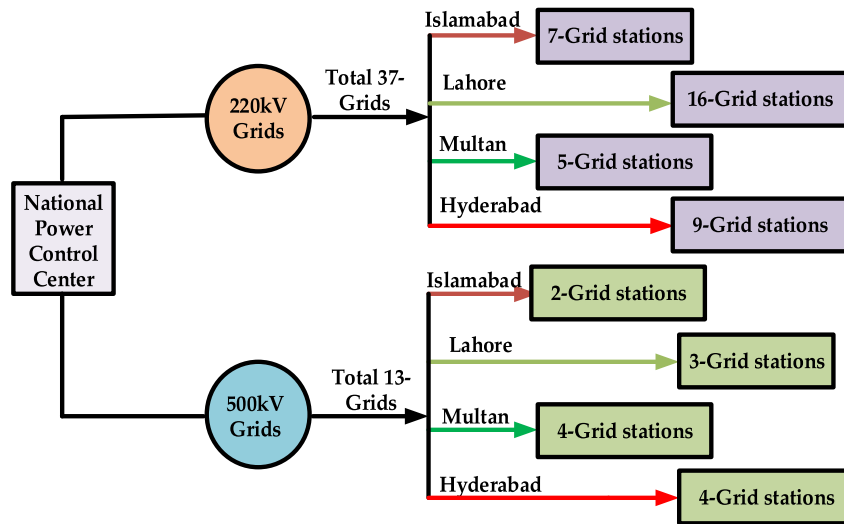 National
Power
Control
Center
220kV
Grids
Total 37-
Grids
Islamabad
7-Grid stations
Lahore
16-Grid stations
Multan
5-Grid stations
Hyderabad
9-Grid stations
500kV
Grids
Total 13-
Grids
Islamabad
2-Grid stations
Lahore
3-Grid stations
Multan
4-Grid stations
Hyderabad
4-Grid stations